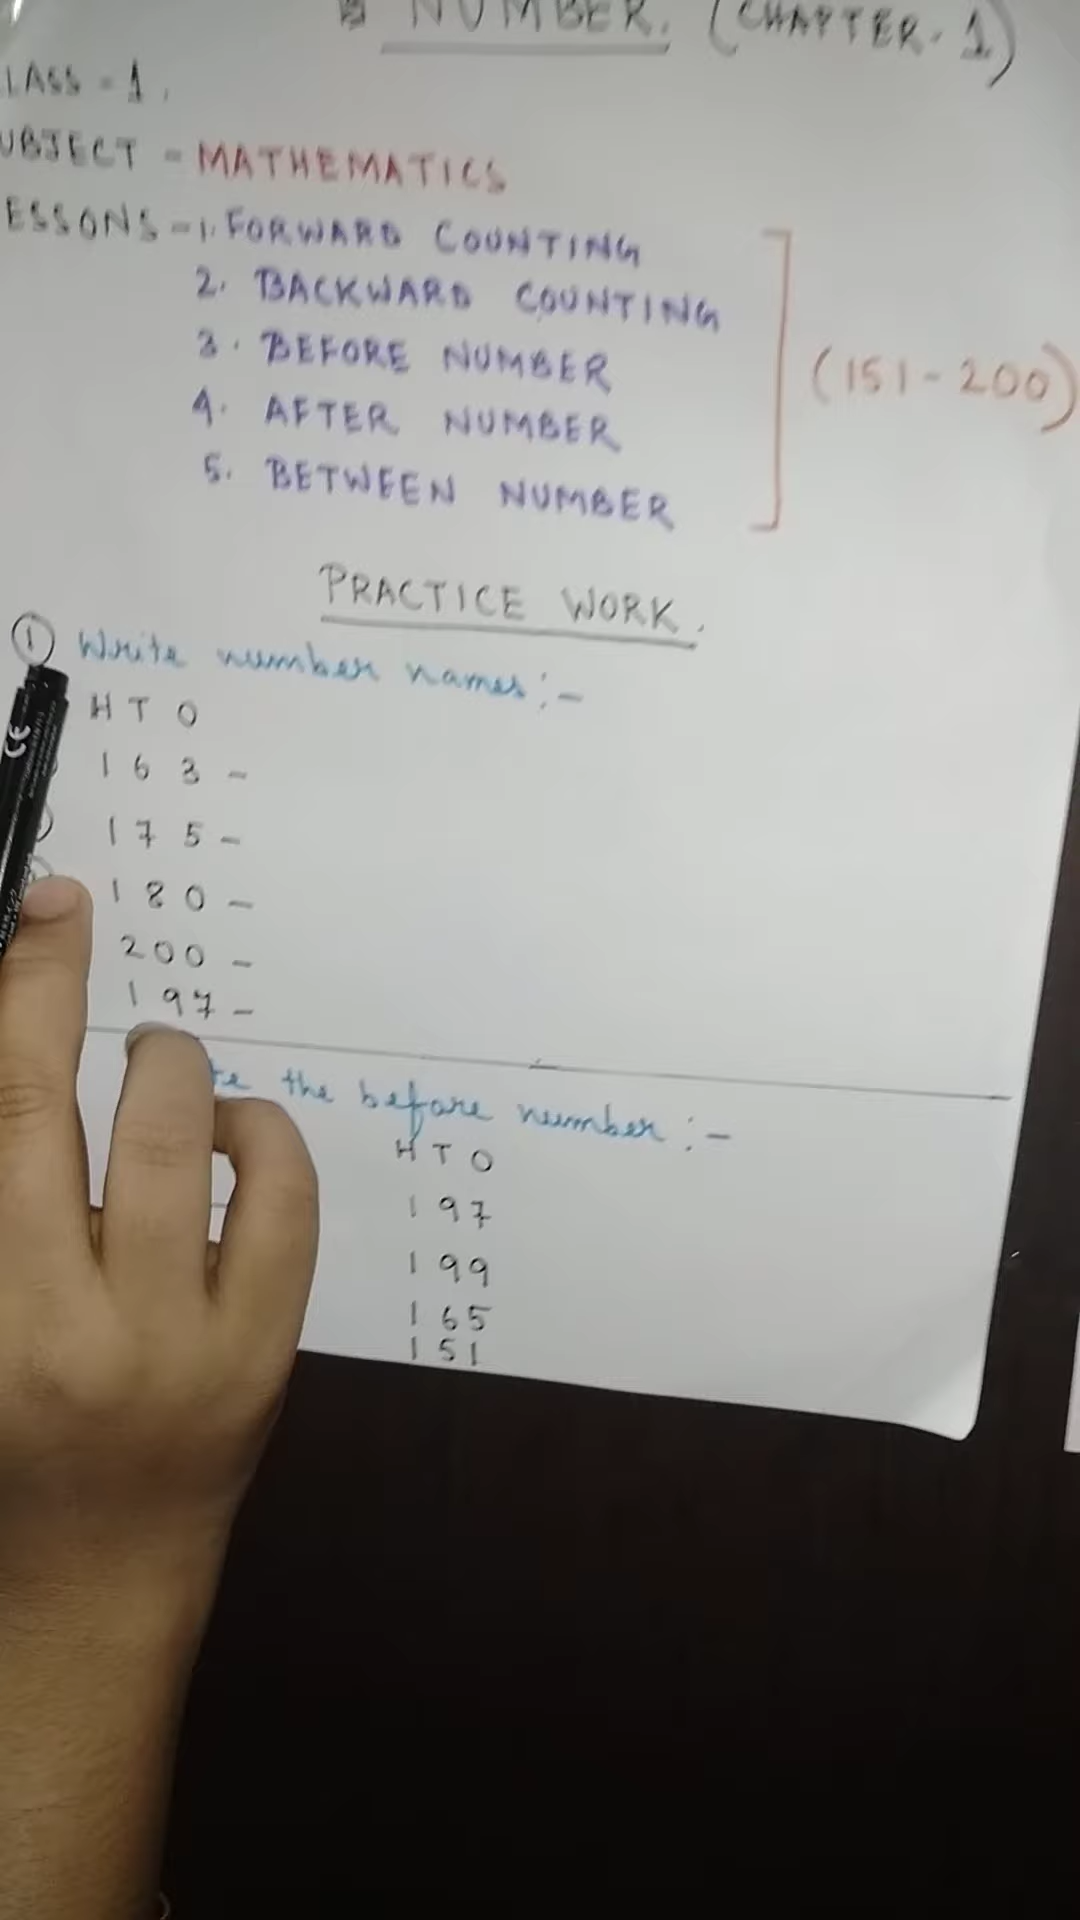 NUMBER. (CHAPTER-1)
LASS - 1.
UBJECT - MATHEMATICS
ESSONS - 1. FORWARD COUNTING
2. BACKWARD COUNTING
3. BEFORE NUMBER
4. AFTER NUMBER
5. BETWEEN NUMBER
(151-200)
PRACTICE WORK.
1 Write number names:-
H T O
1 6 3 -
1 7 5 -
1 8 0 -
2 0 0 -
1 9 7 -
te the before number :-
H T O
1 9 7
1 9 9
1 6 5
1 5 1
CE